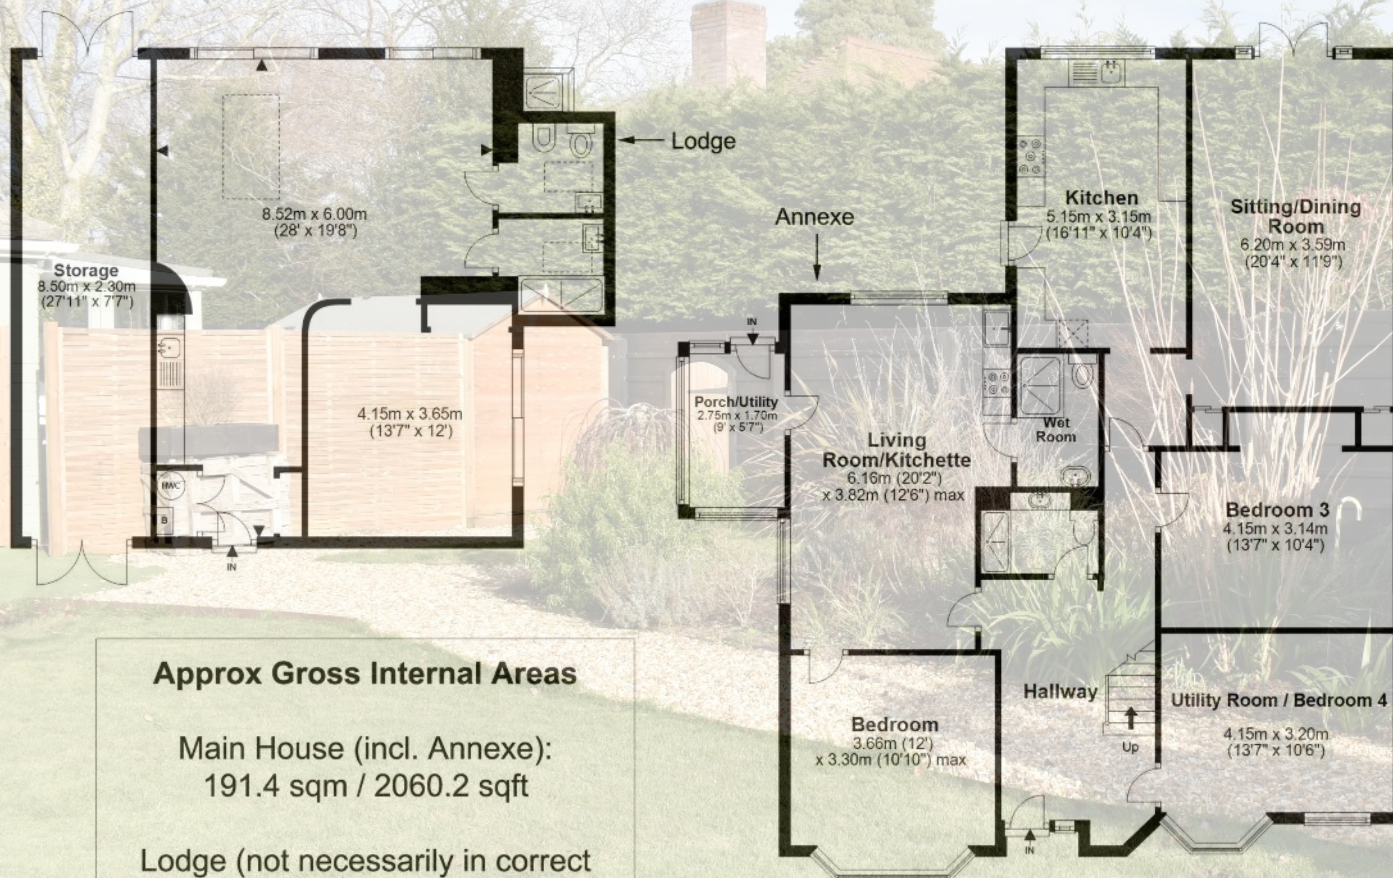 Lodge
8.52m x 6.00m
(28' x 19'8")
Storage
8.50m x 2.30m
(27'11" x 7'7")
4.15m x 3.65m
(13'7" x 12')
HWC
B
IN
Annexe
IN
Porch/Utility
2.75m x 1.70m
(9' x 5'7")
Living
Room/Kitchette
6.16m (20'2")
x 3.82m (12'6") max
Wet
Room
Kitchen
5.15m x 3.15m
(16'11" x 10'4")
Sitting/Dining
Room
6.20m x 3.59m
(20'4" x 11'9")
Bedroom 3
4.15m x 3.14m
(13'7" x 10'4")
Hallway
Up
Utility Room / Bedroom 4
4.15m x 3.20m
(13'7" x 10'6")
Bedroom
3.66m (12')
x 3.30m (10'10") max
IN
Approx Gross Internal Areas
Main House (incl. Annexe):
191.4 sqm / 2060.2 sqft
Lodge (not necessarily in correct